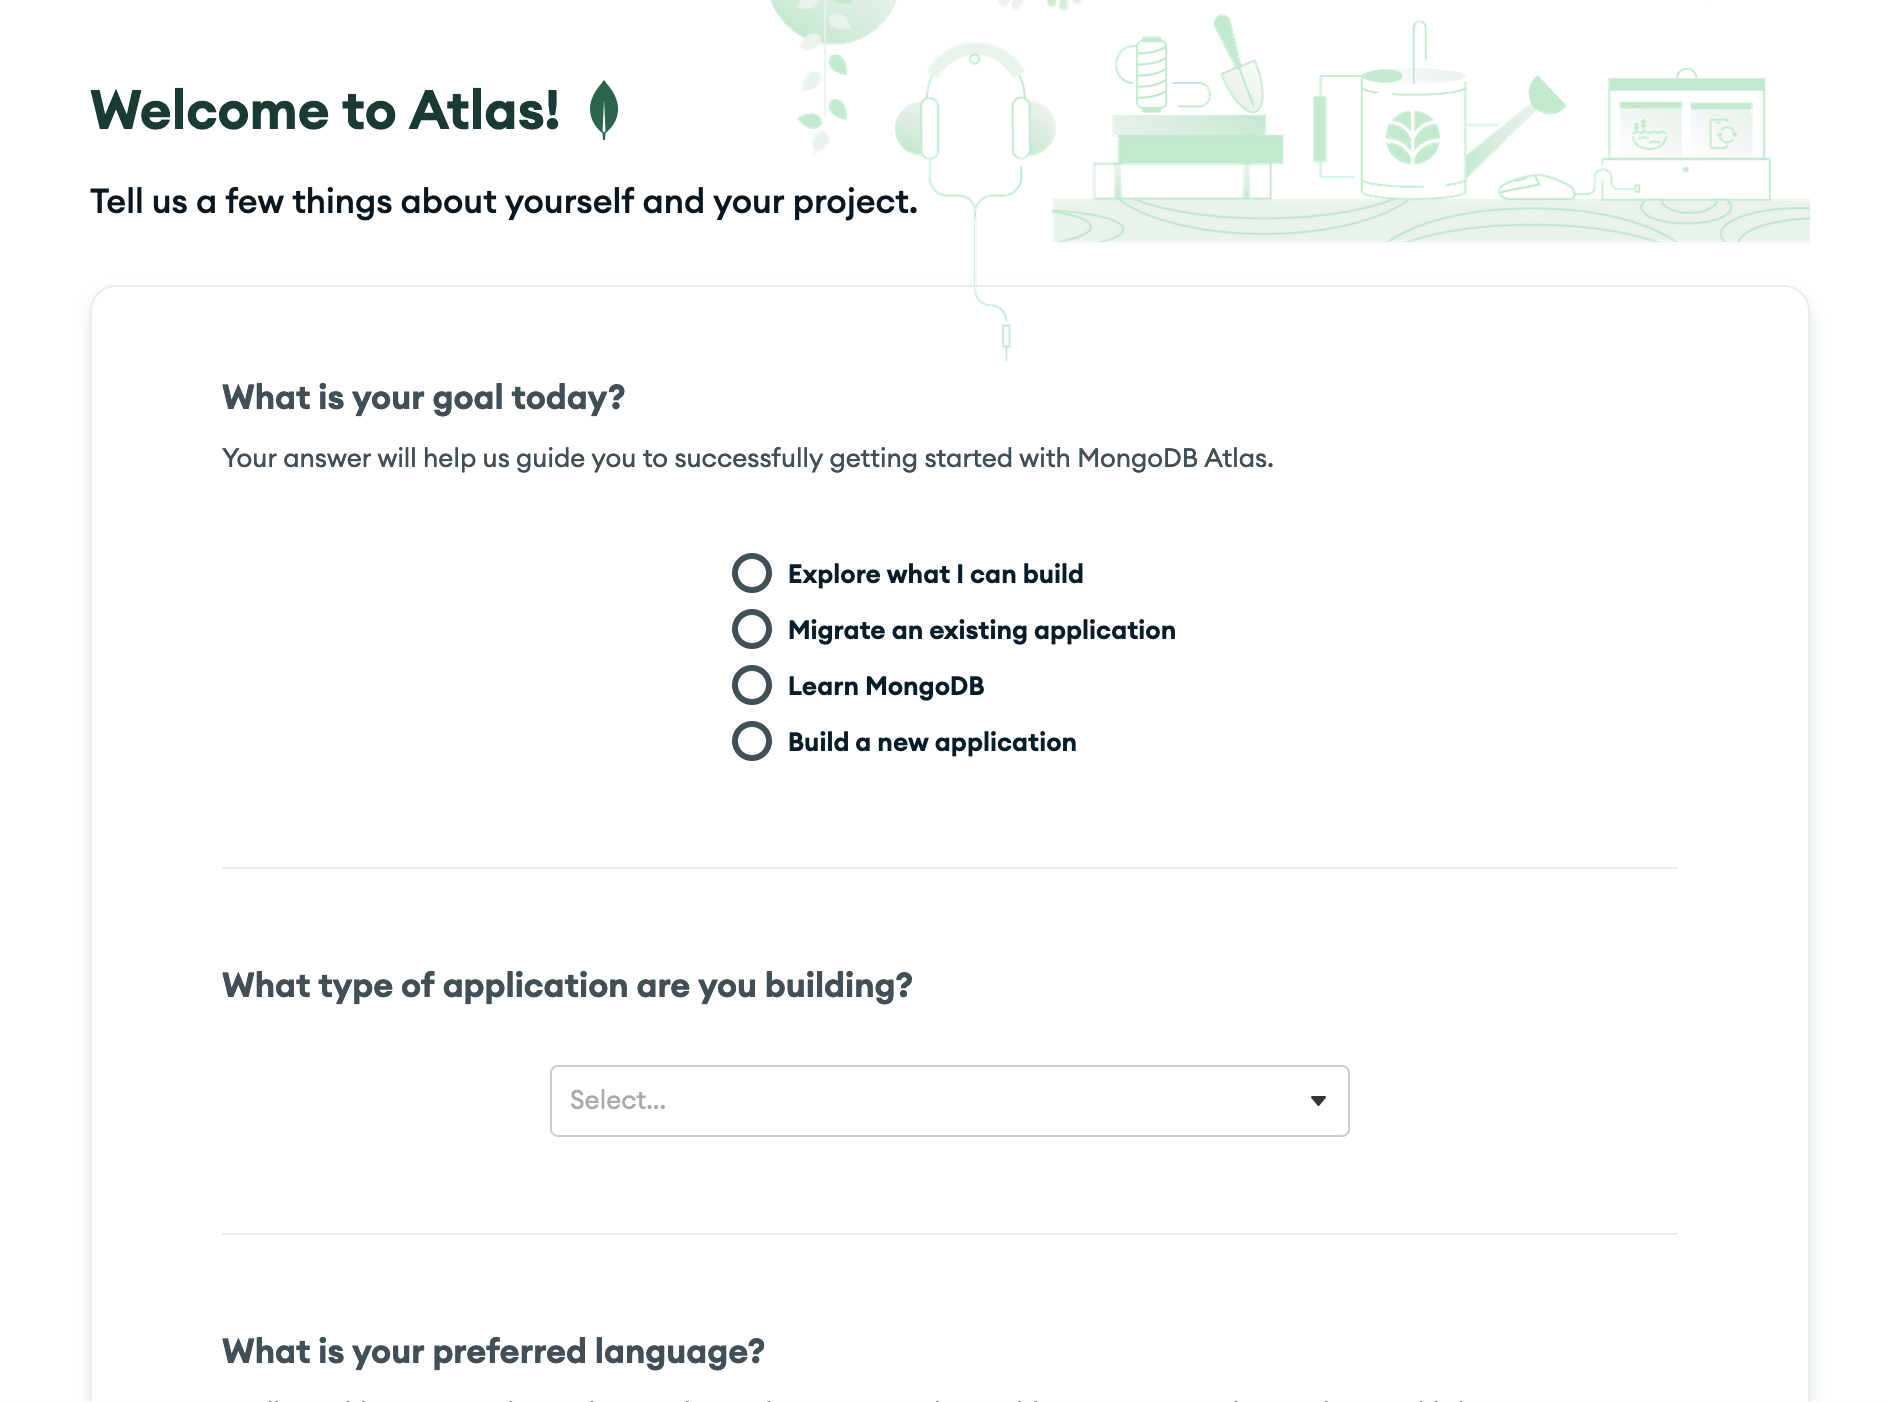 Welcome to Atlas!
Tell us a few things about yourself and your project.
What is your goal today?
Your answer will help us guide you to successfully getting started with MongoDB Atlas.
Explore what I can build
Migrate an existing application
Learn MongoDB
Build a new application
What type of application are you building?
Select...
What is your preferred language?